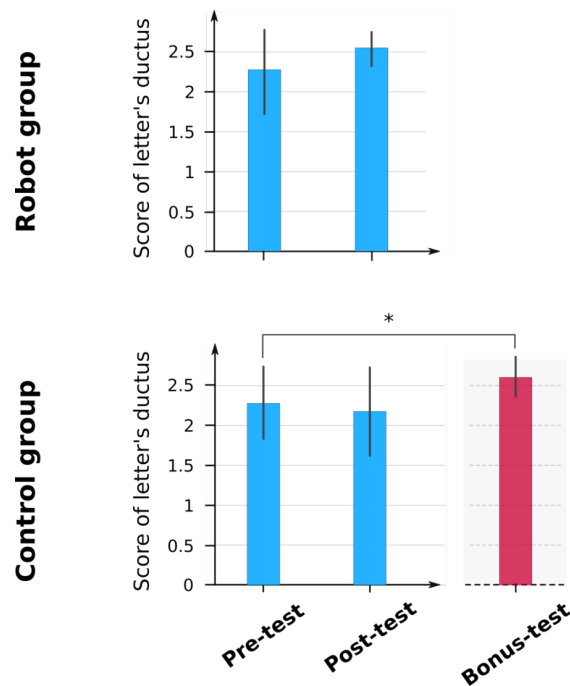 Robot group
Score of letter's ductus
2.5
2
1.5
1
0.5
0
*
Control group
Score of letter's ductus
2.5
2
1.5
1
0.5
0
Pre-test
Post-test
Bonus-test